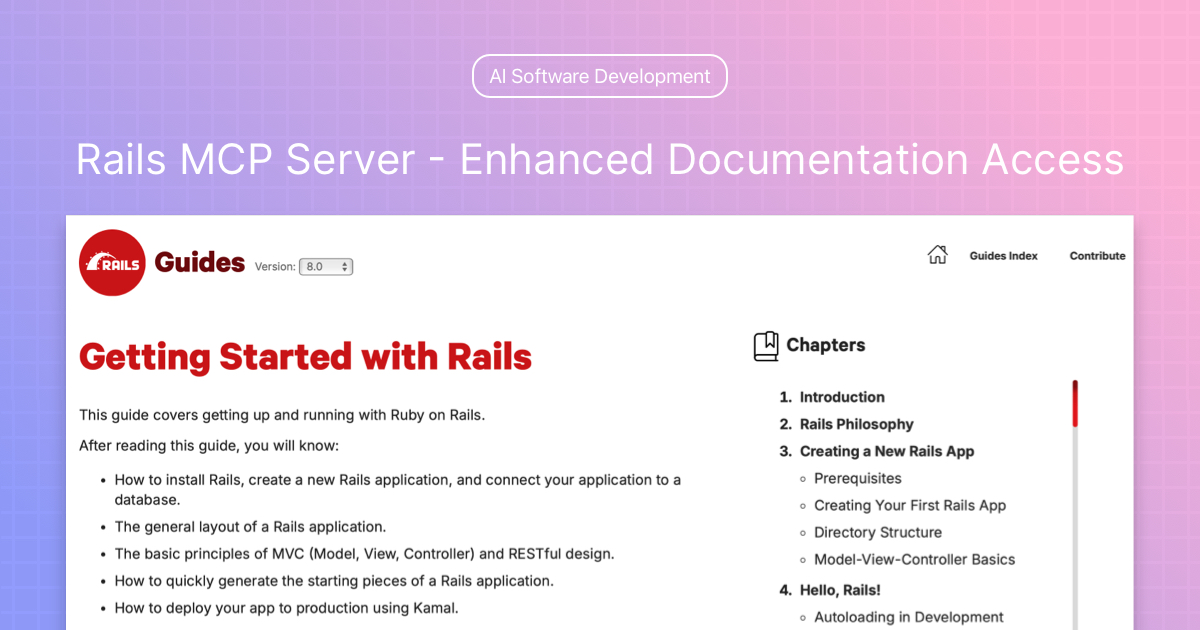 AI Software Development
Rails MCP Server - Enhanced Documentation Access
RAILS
Guides
Version: 8.0
Guides Index
Contribute
Getting Started with Rails
This guide covers getting up and running with Ruby on Rails.
After reading this guide, you will know:
• How to install Rails, create a new Rails application, and connect your application to a
database.
• The general layout of a Rails application.
• The basic principles of MVC (Model, View, Controller) and RESTful design.
• How to quickly generate the starting pieces of a Rails application.
• How to deploy your app to production using Kamal.
Chapters
1. Introduction
2. Rails Philosophy
3. Creating a New Rails App
Prerequisites
Creating Your First Rails App
Directory Structure
Model-View-Controller Basics
4. Hello, Rails!
Autoloading in Development